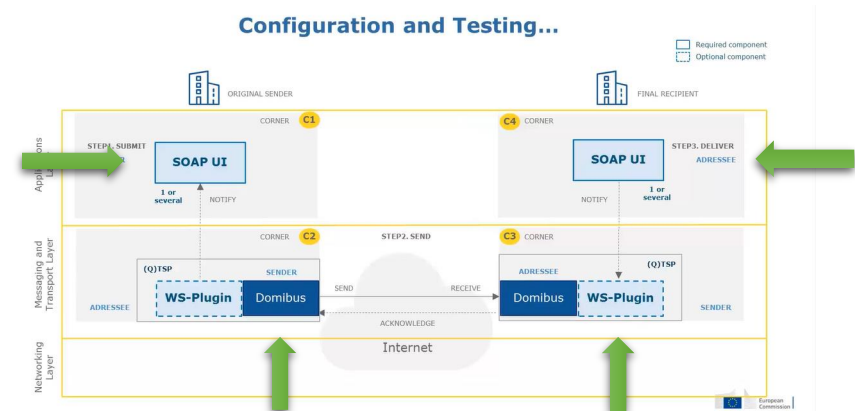 Configuration and Testing...
Required component
Optional component
ORIGINAL SENDER
FINAL RECIPIENT
CORNER C1
C4 CORNER
STEP1. SUBMIT
STEP3. DELIVER
ADRESSEE
SOAP UI
SOAP UI
1 or
several
NOTIFY
NOTIFY
1 or
several
Applications
CORNER C2
STEP2. SEND
C3 CORNER
(Q)TSP
SENDER
ADRESSEE
(Q)TSP
ADRESSEE
WS-Plugin
Domibus
SEND
RECEIVE
Domibus
WS-Plugin
SENDER
ACKNOWLEDGE
Messaging and
Transport Layer
Internet
Networking
Layer
European
Commission